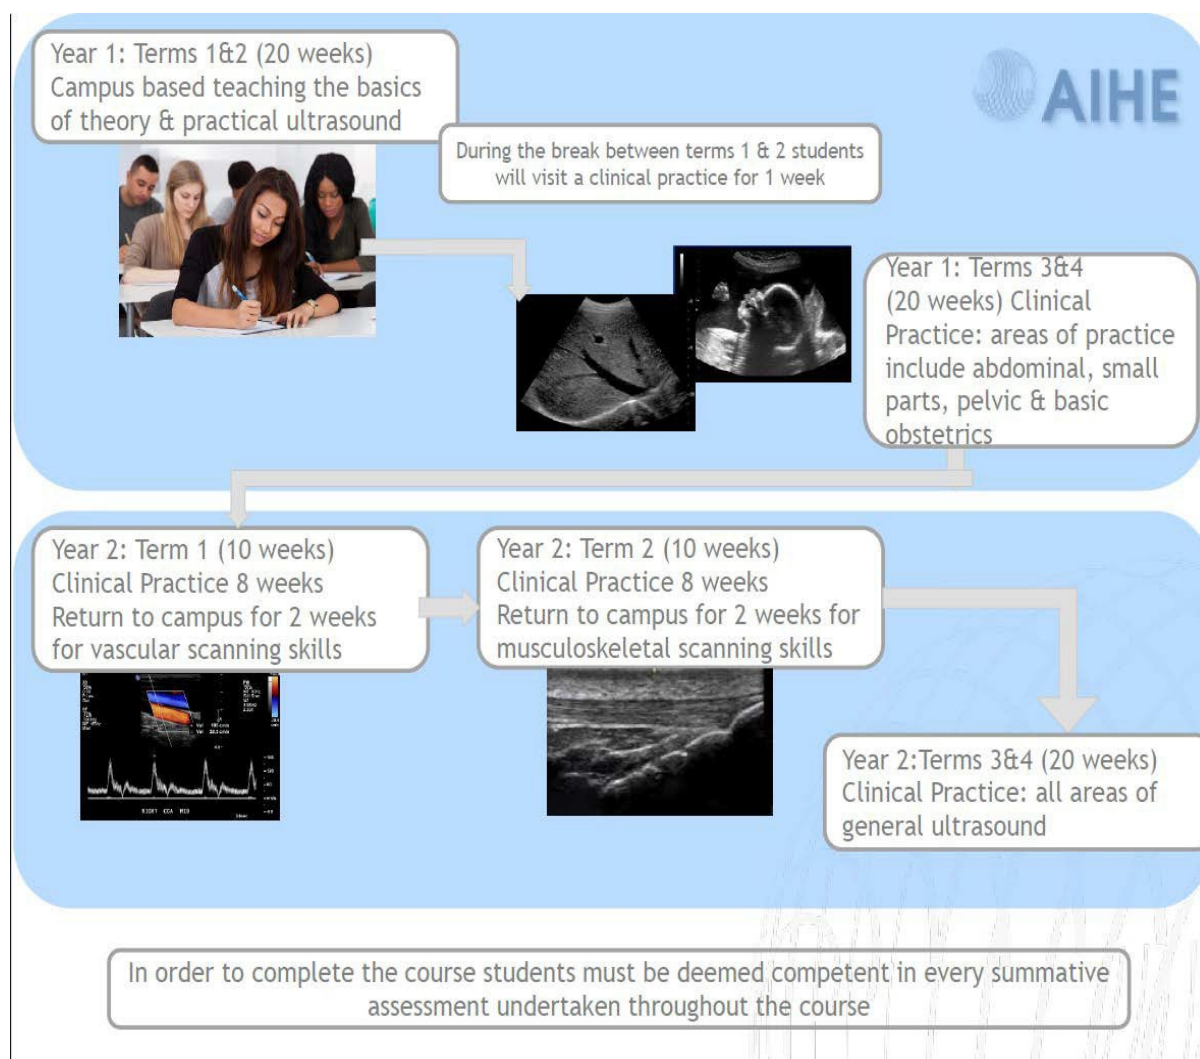 Year 1: Terms 1&2 (20 weeks)
Campus based teaching the basics
of theory & practical ultrasound
AIHE
During the break between terms 1 & 2 students
will visit a clinical practice for 1 week
Year 1: Terms 3&4
(20 weeks) Clinical
Practice: areas of practice
include abdominal, small
parts, pelvic & basic
obstetrics
Year 2: Term 1 (10 weeks)
Clinical Practice 8 weeks
Return to campus for 2 weeks
for vascular scanning skills
Year 2: Term 2 (10 weeks)
Clinical Practice 8 weeks
Return to campus for 2 weeks for
musculoskeletal scanning skills
RIGHT CCA MID
Year 2:Terms 3&4 (20 weeks)
Clinical Practice: all areas of
general ultrasound
In order to complete the course students must be deemed competent in every summative
assessment undertaken throughout the course